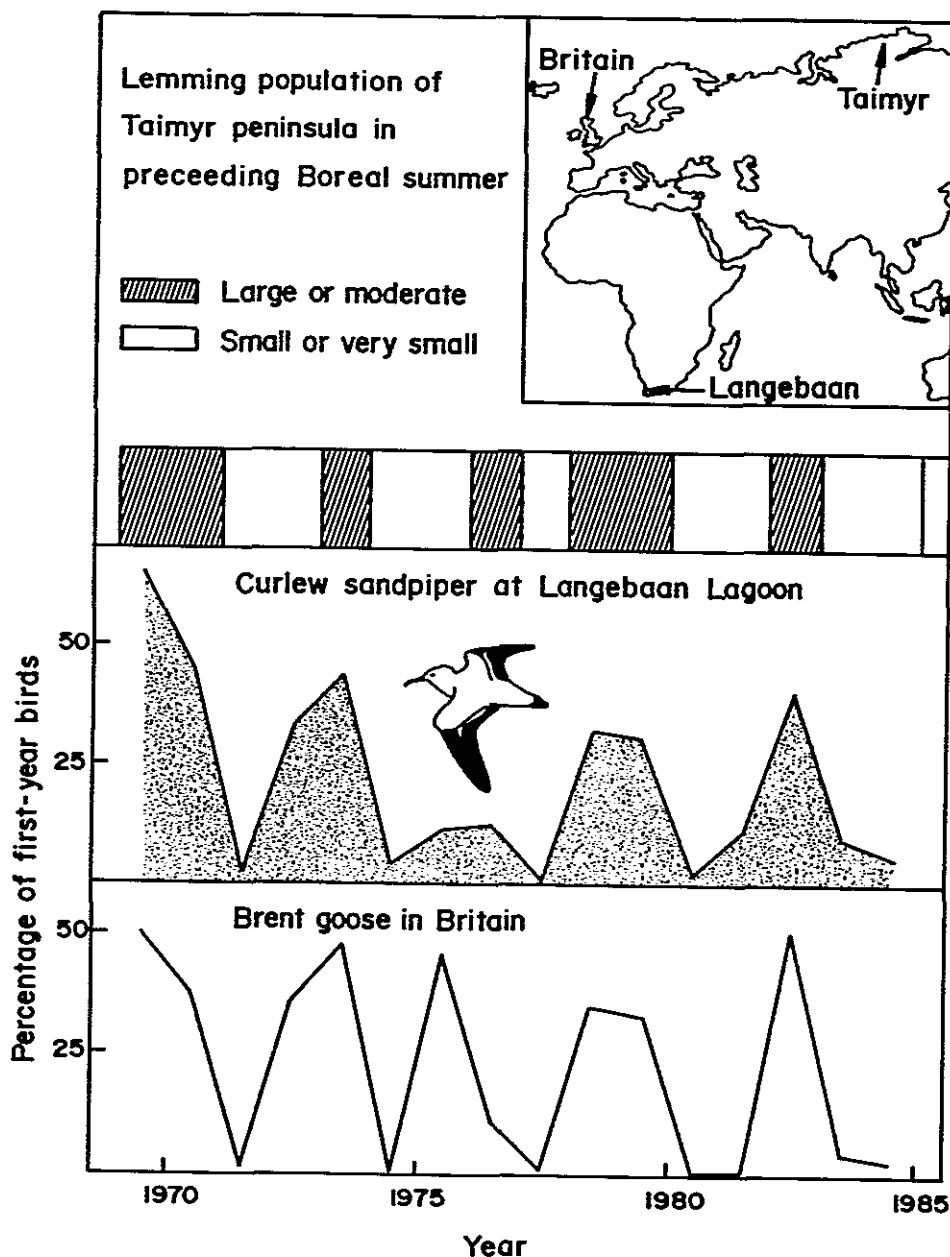 Lemming population of
Taimyr peninsula in
preceeding Boreal summer
Large or moderate
Small or very small
Britain
Taimyr
Langebaan
Curlew sandpiper at Langebaan Lagoon
50
25
Brent goose in Britain
50
25
Percentage of first-year birds
1970
1975
1980
1985
Year